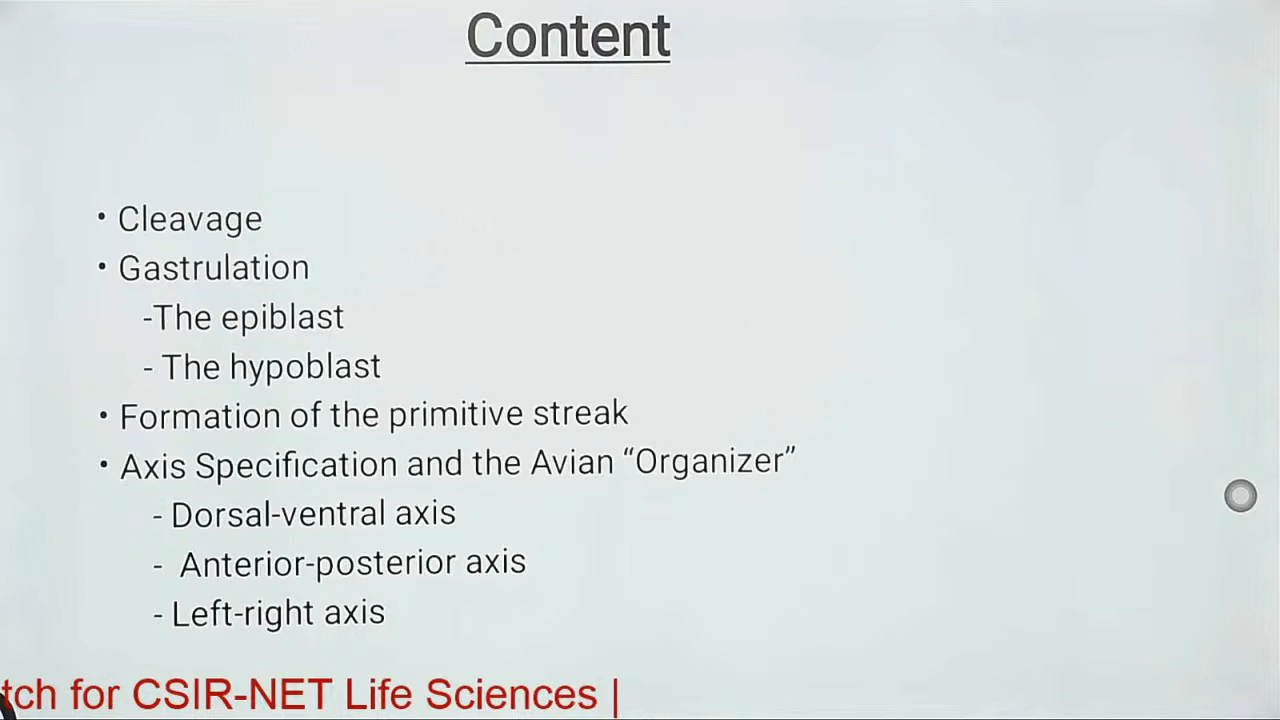 Content
• Cleavage
• Gastrulation
-The epiblast
- The hypoblast
• Formation of the primitive streak
• Axis Specification and the Avian “Organizer”
- Dorsal-ventral axis
- Anterior-posterior axis
- Left-right axis
tch for CSIR-NET Life Sciences |